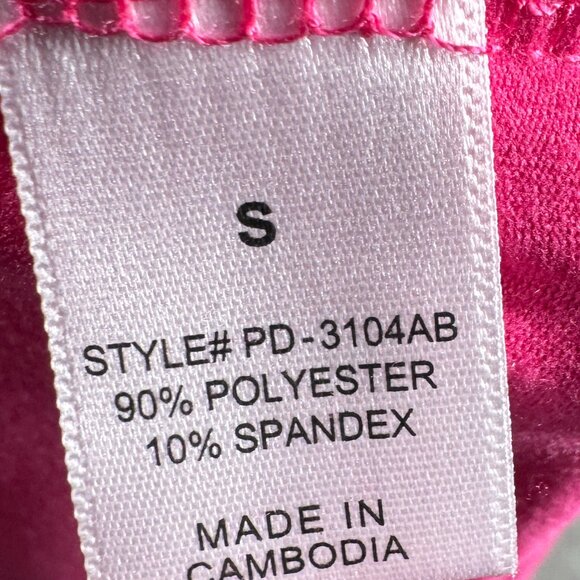 S
STYLE# PD-3104AB
90% POLYESTER
10% SPANDEX
MADE IN
CAMBODIA